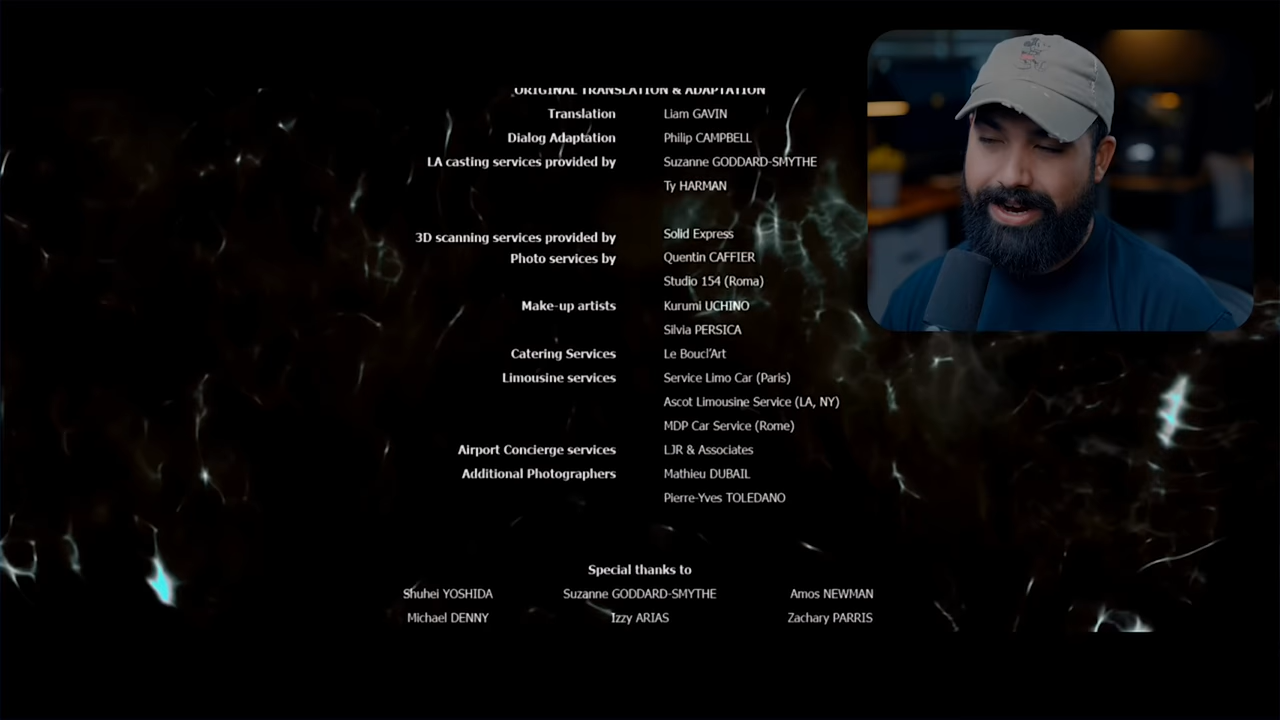 ORIGINAL TRANSLATION & ADAPTATION
Translation Liam GAVIN
Dialog Adaptation Philip CAMPBELL
LA casting services provided by Suzanne GODDARD-SMYTHE
Ty HARMAN
3D scanning services provided by Solid Express
Photo services by Quentin CAFFIER
Studio 154 (Roma)
Make-up artists Kurumi UCHINO
Silvia PERSICA
Catering Services Le Boucl'Art
Limousine services Service Limo Car (Paris)
Ascot Limousine Service (LA, NY)
MDP Car Service (Rome)
Airport Concierge services LJR & Associates
Additional Photographers Mathieu DUBAIL
Pierre-Yves TOLEDANO
Special thanks to
Shuhei YOSHIDA Suzanne GODDARD-SMYTHE Amos NEWMAN
Michael DENNY Izzy ARIAS Zachary PARRIS